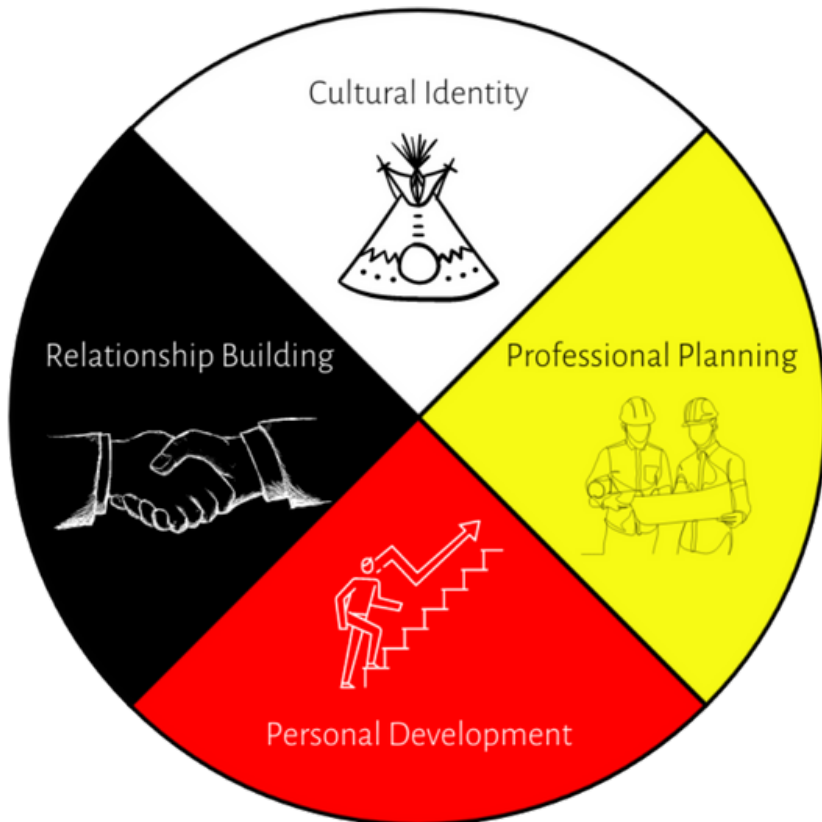 Cultural Identity
Relationship Building
Professional Planning
Personal Development